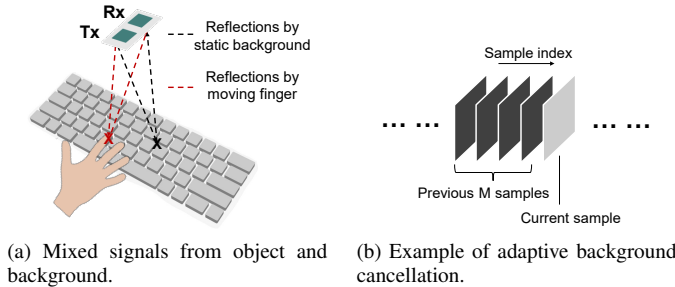 Rx
Tx
Reflections by
static background
Reflections by
moving finger
X
X
Sample index
... ...
... ...
Previous M samples
Current sample
(a) Mixed signals from object and
background.
(b) Example of adaptive background
cancellation.